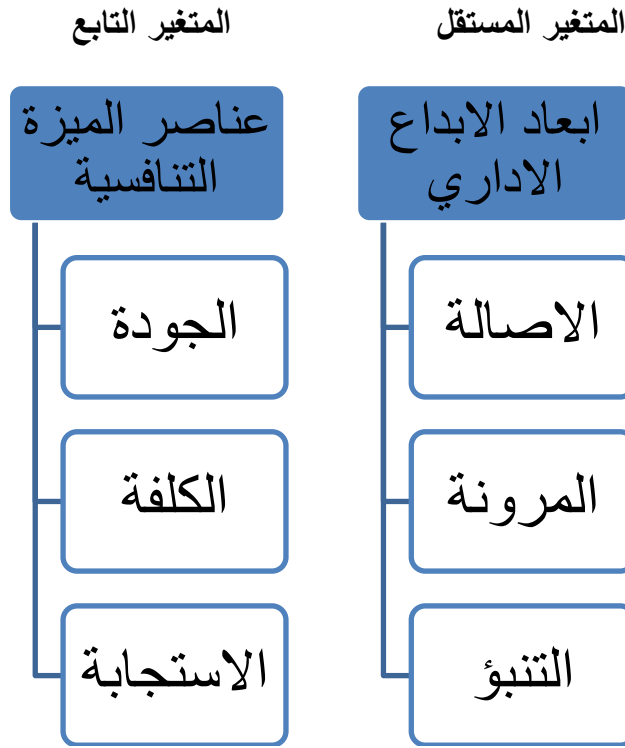 المتغير المستقل
ابعاد الابداع
الاداري
الاصالة
المرونة
التنبؤ
المتغير التابع
عناصر الميزة
التنافسية
الجودة
الكلفة
الاستجابة